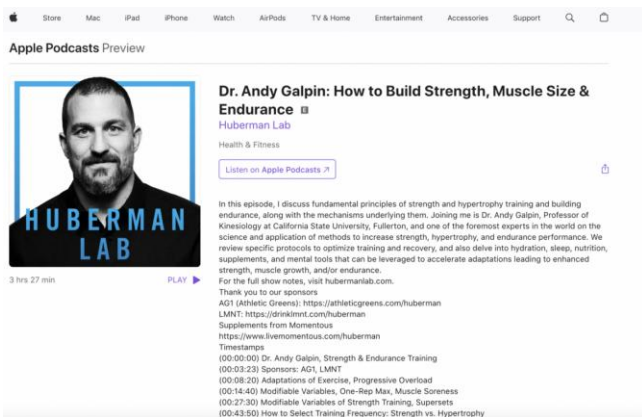 Store Mac iPad iPhone Watch AirPods TV & Home Entertainment Accessories Support
Apple Podcasts Preview
HUBERMAN
LAB
3 hrs 27 min PLAY
Dr. Andy Galpin: How to Build Strength, Muscle Size &
Endurance E
Huberman Lab
Health & Fitness
Listen on Apple Podcasts ↗
In this episode, I discuss fundamental principles of strength and hypertrophy training and building
endurance, along with the mechanisms underlying them. Joining me is Dr. Andy Galpin, Professor of
Kinesiology at California State University, Fullerton, and one of the foremost experts in the world on the
science and application of methods to increase strength, hypertrophy, and endurance performance. We
review specific protocols to optimize training and recovery, and also delve into hydration, sleep, nutrition,
supplements, and mental tools that can be leveraged to accelerate adaptations leading to enhanced
strength, muscle growth, and/or endurance.
For the full show notes, visit hubermanlab.com.
Thank you to our sponsors
AG1 (Athletic Greens): https://athleticgreens.com/huberman
LMNT: https://drinklmnt.com/huberman
Supplements from Momentous
https://www.livemomentous.com/huberman
Timestamps
(00:00:00) Dr. Andy Galpin, Strength & Endurance Training
(00:03:23) Sponsors: AG1, LMNT
(00:08:20) Adaptations of Exercise, Progressive Overload
(00:14:40) Modifiable Variables, One-Rep Max, Muscle Soreness
(00:27:30) Modifiable Variables of Strength Training, Supersets
(00:43:50) How to Select Training Frequency: Strength vs. Hypertrophy